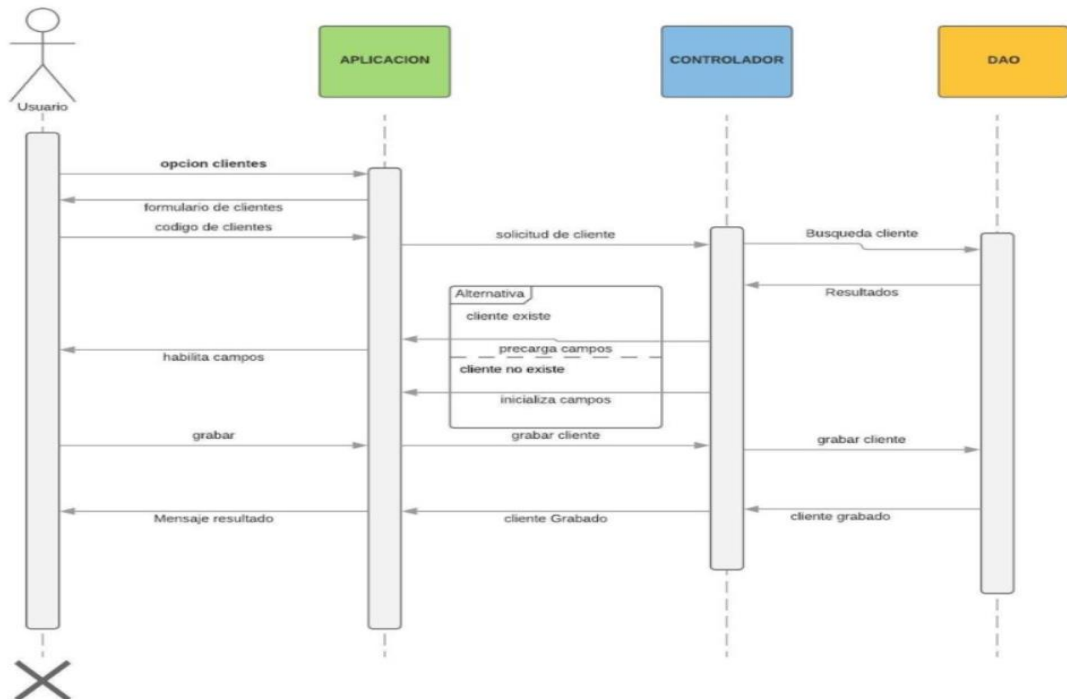 Usuario
APLICACION
CONTROLADOR
DAO
opcion clientes
formulario de clientes
codigo de clientes
solicitud de cliente
Busqueda cliente
Resultados
Alternativa
cliente existe
precarga campos
habilita campos
cliente no existe
inicializa campos
grabar
grabar cliente
grabar cliente
cliente grabado
cliente Grabado
Mensaje resultado